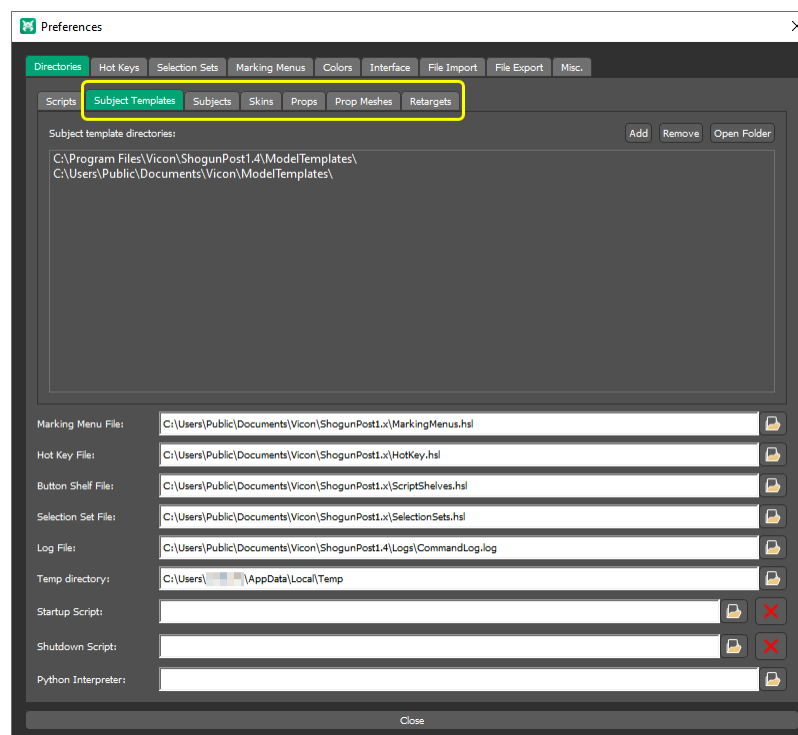 Preferences
Directories Hot Keys Selection Sets Marking Menus Colors Interface File Import File Export Misc.
Scripts Subject Templates Subjects Skins Props Prop Meshes Retargets
Subject template directories: Add Remove Open Folder
C:\Program Files\Vicon\ShogunPost1.4\ModelTemplates\
C:\Users\Public\Documents\Vicon\ModelTemplates\
Marking Menu File: C:\Users\Public\Documents\Vicon\ShogunPost1.x\MarkingMenus.hsl
Hot Key File: C:\Users\Public\Documents\Vicon\ShogunPost1.x\HotKey.hsl
Button Shelf File: C:\Users\Public\Documents\Vicon\ShogunPost1.x\ScriptShelves.hsl
Selection Set File: C:\Users\Public\Documents\Vicon\ShogunPost1.x\SelectionSets.hsl
Log File: C:\Users\Public\Documents\Vicon\ShogunPost1.4\Logs\CommandLog.log
Temp directory: C:\Users\ \AppData\Local\Temp
Startup Script:
Shutdown Script:
Python Interpreter:
Close